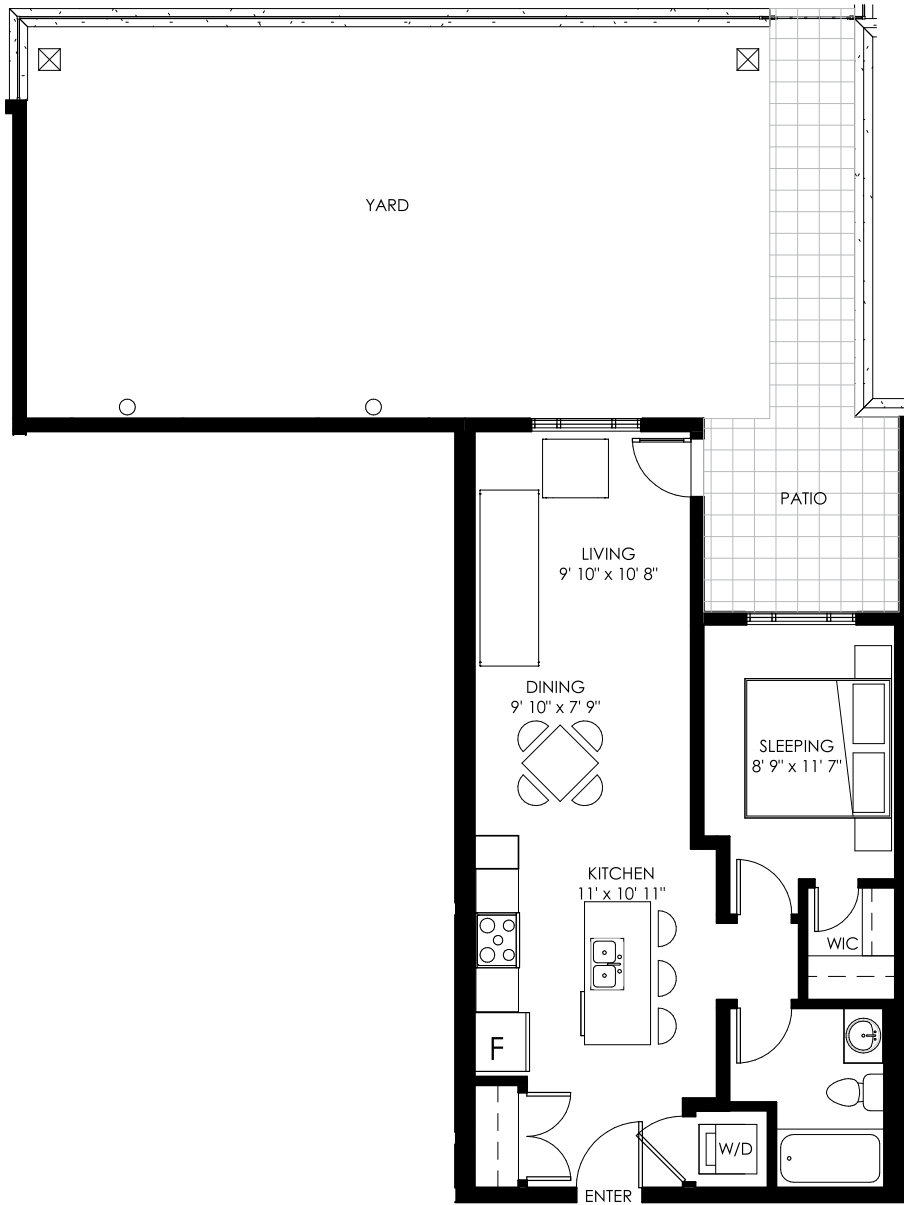 YARD
PATIO
LIVING
9' 10" x 10' 8"
DINING
9' 10" x 7' 9"
SLEEPING
8' 9" x 11' 7"
KITCHEN
11' x 10' 11"
WIC
F
W/D
ENTER